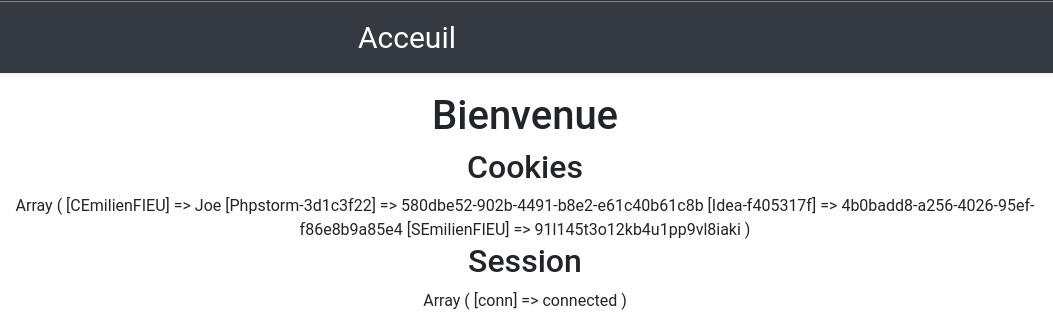 Acceuil
Bienvenue
Cookies
Array ( [CEmilienFIEU] => Joe [Phpstorm-3d1c3f22] => 580dbe52-902b-4491-b8e2-e61c40b61c8b [Idea-f405317f] => 4b0badd8-a256-4026-95ef-
f86e8b9a85e4 [SEmilienFIEU] => 91l145t3o12kb4u1pp9vl8iaki )
Session
Array ( [conn] => connected )